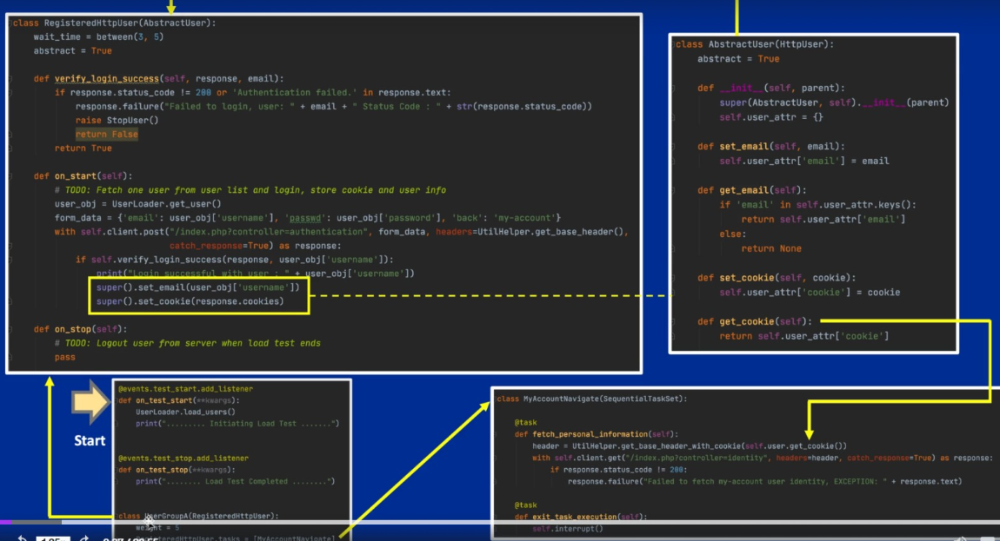 class RegisteredHttpUser(AbstractUser):
wait_time = between(3, 5)
abstract = True
def verify_login_success(self, response, email):
if response.status_code != 200 or 'Authentication failed.' in response.text:
response.failure("Failed to login, user: " + email + " Status Code : " + str(response.status_code))
raise StopUser()
return False
return True
def on_start(self):
# TODO: Fetch one user from user list and login, store cookie and user info
user_obj = UserLoader.get_user()
form_data = {'email': user_obj['username'], 'passwd': user_obj['password'], 'back': 'my-account'}
with self.client.post("/index.php?controller=authentication", form_data, headers=UtilHelper.get_base_header(),
catch_response=True) as response:
if self.verify_login_success(response, user_obj['username']):
print("Login successful with user : " + user_obj['username'])
super().set_email(user_obj['username'])
super().set_cookie(response.cookies)
def on_stop(self):
# TODO: Logout user from server when load test ends
pass
class AbstractUser(HttpUser):
abstract = True
def __init__(self, parent):
super(AbstractUser, self).__init__(parent)
self.user_attr = {}
def set_email(self, email):
self.user_attr['email'] = email
def get_email(self):
if 'email' in self.user_attr.keys():
return self.user_attr['email']
else:
return None
def set_cookie(self, cookie):
self.user_attr['cookie'] = cookie
def get_cookie(self):
return self.user_attr['cookie']
Start
@events.test_start.add_listener
def on_test_start(**kwargs):
UserLoader.load_users()
print("......... Initiating Load Test .......")
@events.test_stop.add_listener
def on_test_stop(**kwargs):
print("........ Load Test Completed ........")
class UserGroupA(RegisteredHttpUser):
weight = 5
RegisteredHttpUser.tasks = [MyAccountNavigate]
class MyAccountNavigate(SequentialTaskSet):
@task
def fetch_personal_information(self):
header = UtilHelper.get_base_header_with_cookie(self.user.get_cookie())
with self.client.get("/index.php?controller=identity", headers=header, catch_response=True) as response:
if response.status_code != 200:
response.failure("Failed to fetch my-account user identity, EXCEPTION: " + response.text)
@task
def exit_task_execution(self):
self.interrupt()